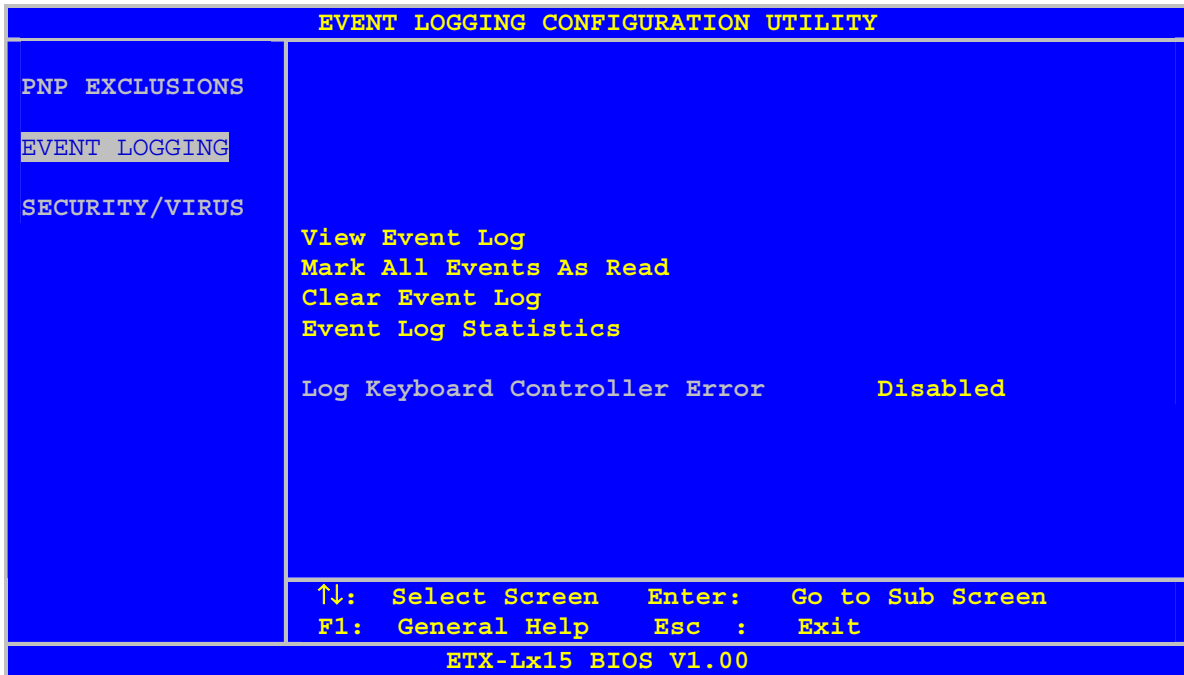 EVENT LOGGING CONFIGURATION UTILITY
PNP EXCLUSIONS
EVENT LOGGING
SECURITY/VIRUS
View Event Log
Mark All Events As Read
Clear Event Log
Event Log Statistics
Log Keyboard Controller Error Disabled
↑↓: Select Screen Enter: Go to Sub Screen
F1: General Help Esc : Exit
ETX-Lx15 BIOS V1.00